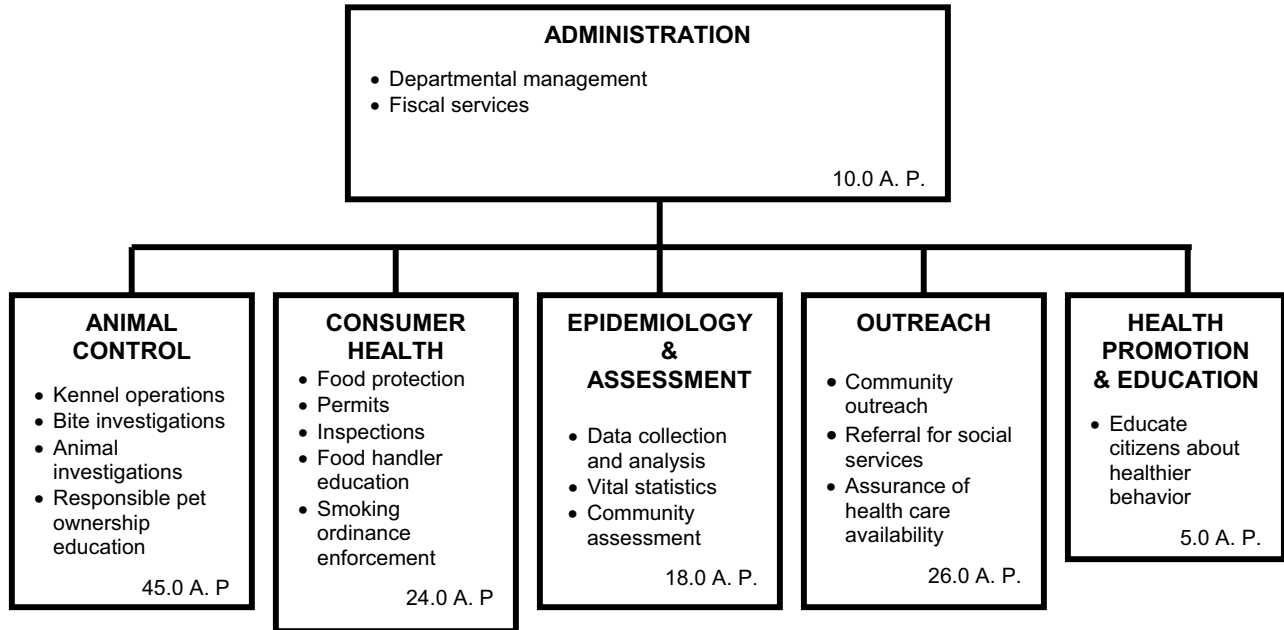 ADMINISTRATION
• Departmental management
• Fiscal services
10.0 A. P.
ANIMAL
CONTROL
• Kennel operations
• Bite investigations
• Animal
investigations
• Responsible pet
ownership
education
45.0 A. P
CONSUMER
HEALTH
• Food protection
• Permits
• Inspections
• Food handler
education
• Smoking
ordinance
enforcement
24.0 A. P
EPIDEMIOLOGY
&
ASSESSMENT
• Data collection
and analysis
• Vital statistics
• Community
assessment
18.0 A. P.
OUTREACH
• Community
outreach
• Referral for social
services
• Assurance of
health care
availability
26.0 A. P.
HEALTH
PROMOTION
& EDUCATION
• Educate
citizens about
healthier
behavior
5.0 A. P.